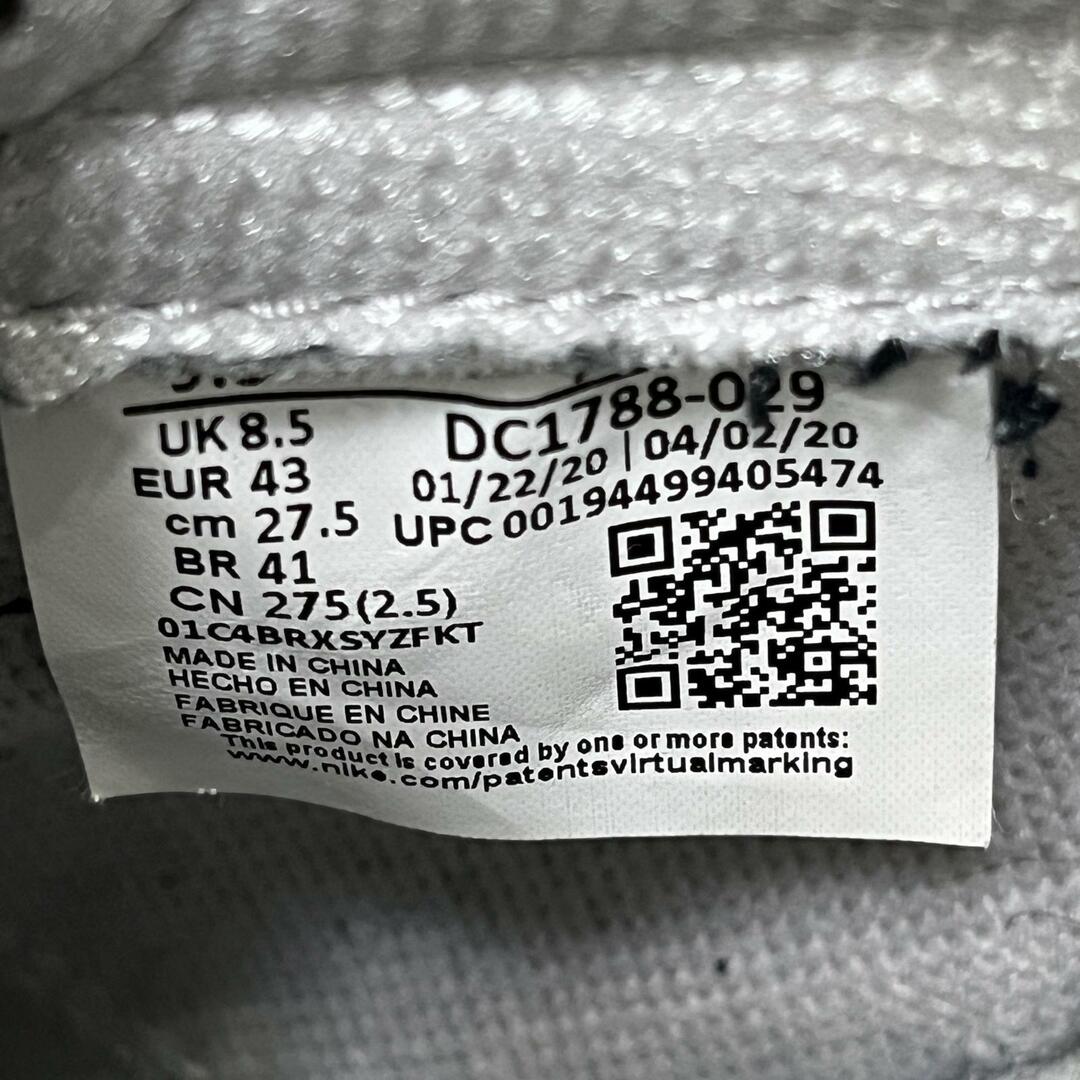 UK 8.5
EUR 43
cm 27.5
BR 41
CN 275(2.5)
01C4BRXSYZFKT
DC1788-029
01/22/20 | 04/02/20
UPC 00194499405474
MADE IN CHINA
HECHO EN CHINA
FABRIQUE EN CHINE
FABRICADO NA CHINA
This product is covered by one or more patents:
www.nike.com/patentsvirtualmarking